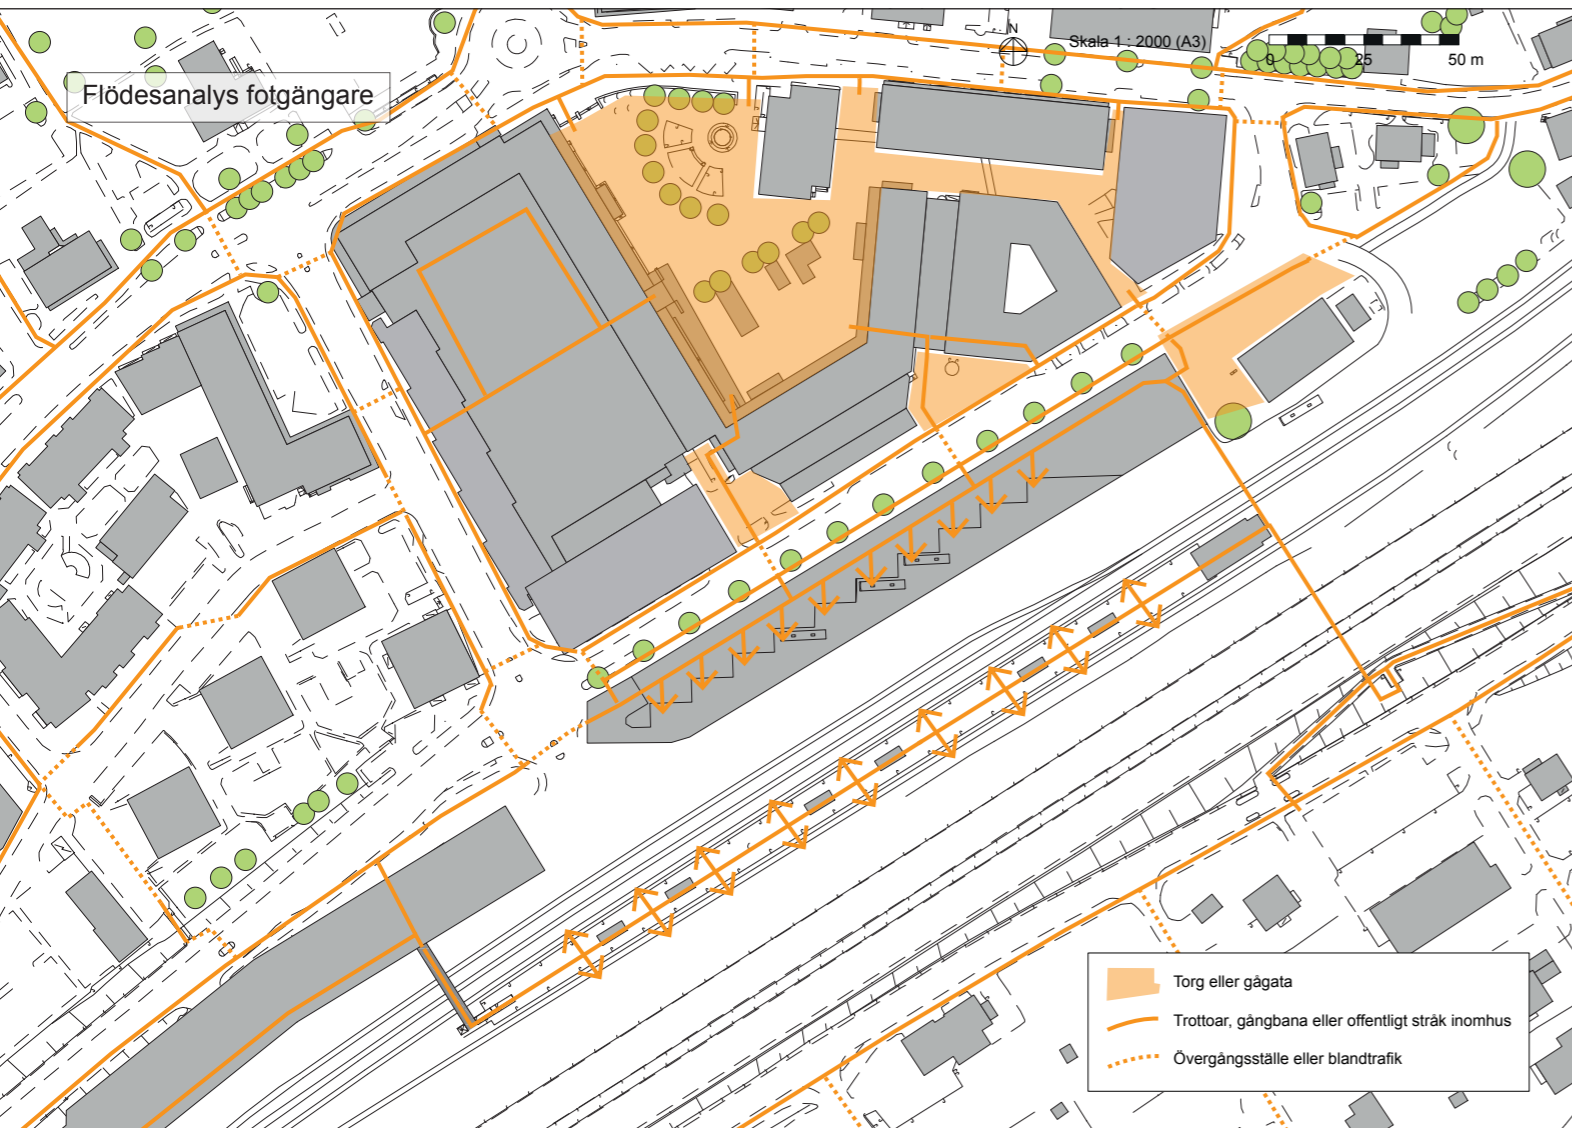 N
Skala 1 : 2000 (A3)
0 25 50 m
Flödesanalys fotgängare
Torg eller gågata
Trottoar, gångbana eller offentligt stråk inomhus
Övergångsställe eller blandtrafik